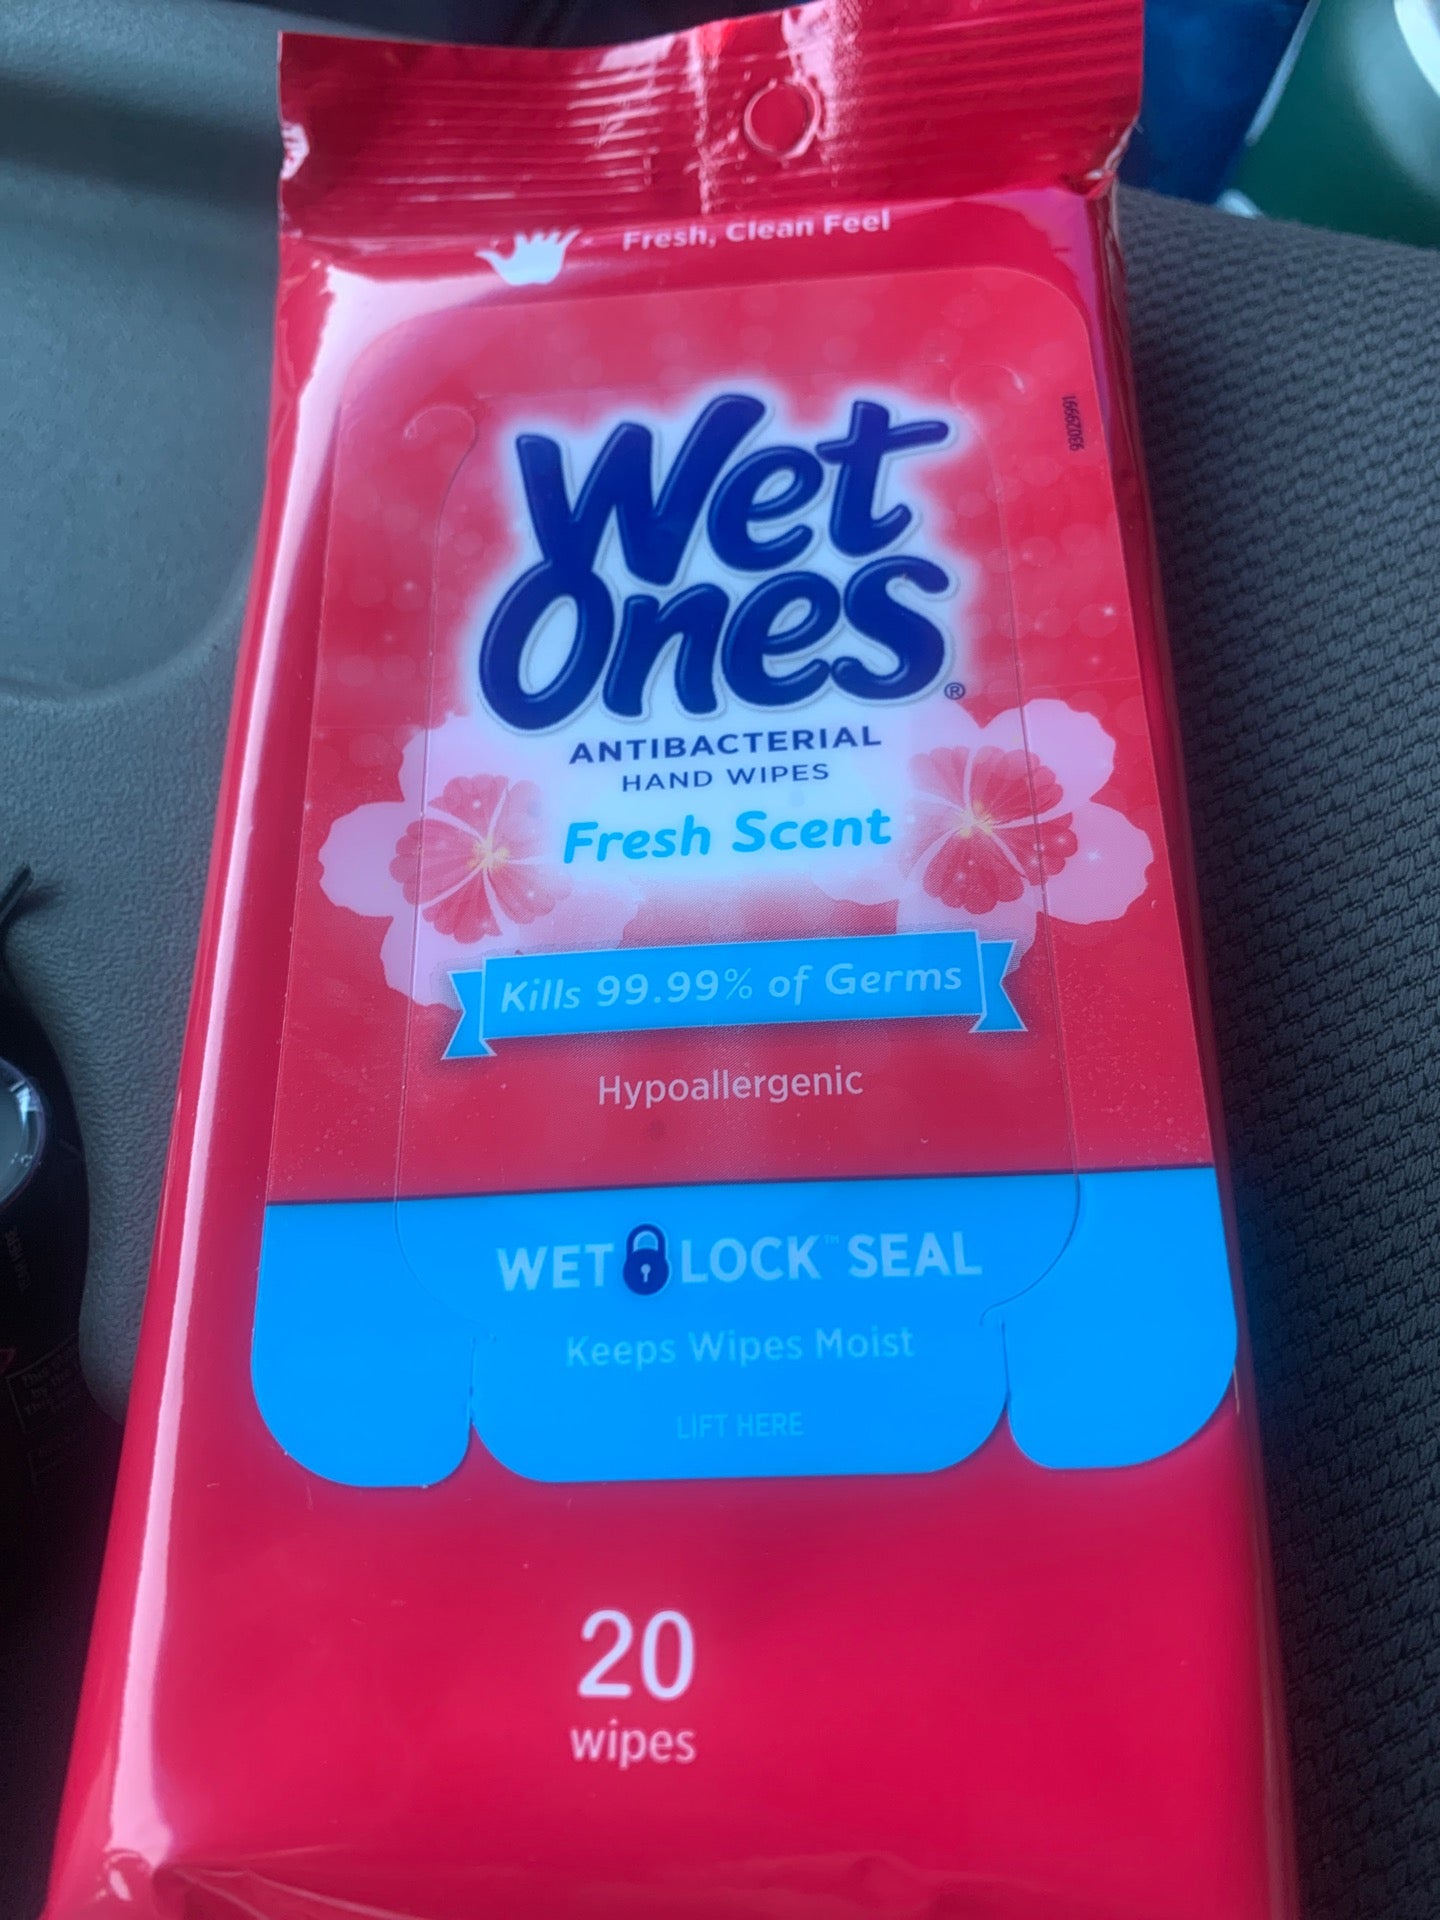 Fresh, Clean Feel
Wet
Ones®
ANTIBACTERIAL
HAND WIPES
Fresh Scent
Kills 99.99% of Germs
Hypoallergenic
WET LOCK™ SEAL
Keeps Wipes Moist
LIFT HERE
20
wipes